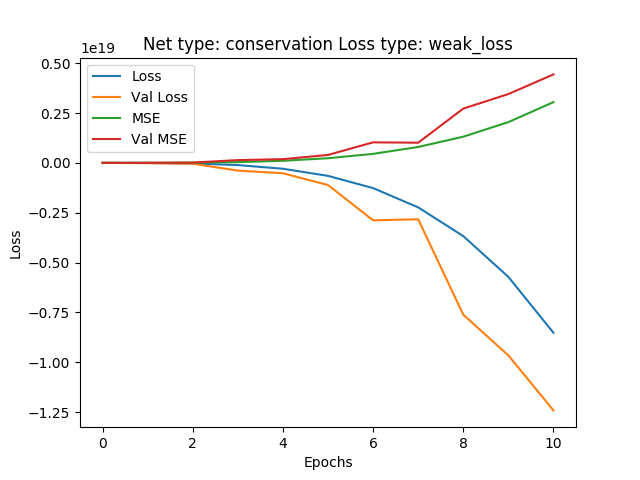 Net type: conservation Loss type: weak_loss
1e19
0.50
0.25
0.00
−0.25
−0.50
−0.75
−1.00
−1.25
Loss
Loss
Val Loss
MSE
Val MSE
0 2 4 6 8 10
Epochs